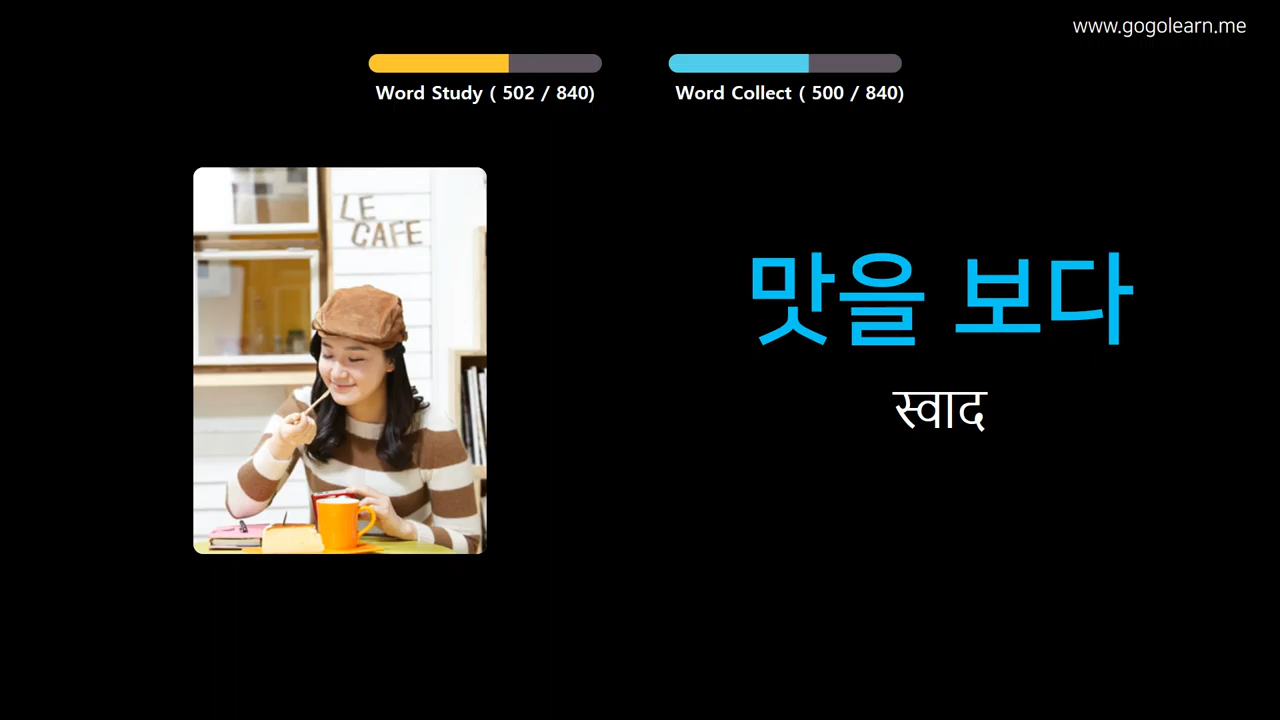 www.gogolearn.me
Word Study ( 502 / 840)
Word Collect ( 500 / 840)
LE
CAFE
맛을 보다
स्वाद